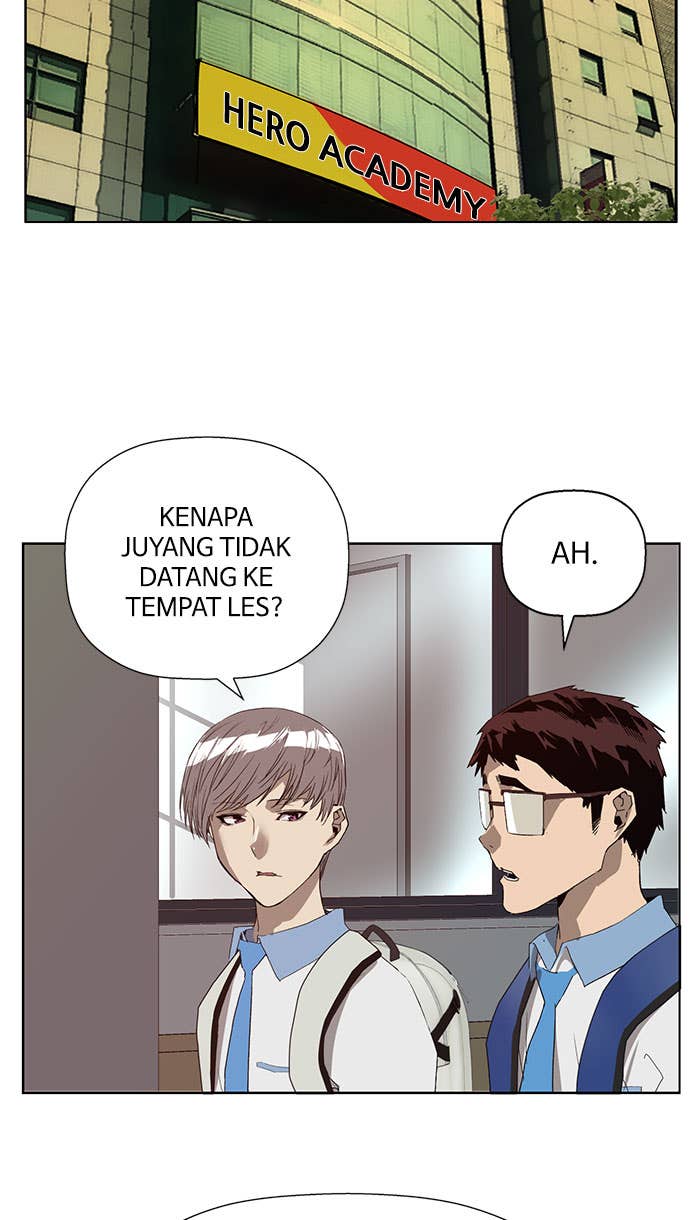 HERO ACADEMY
KENAPA
JUYANG TIDAK
DATANG KE
TEMPAT LES?
AH.